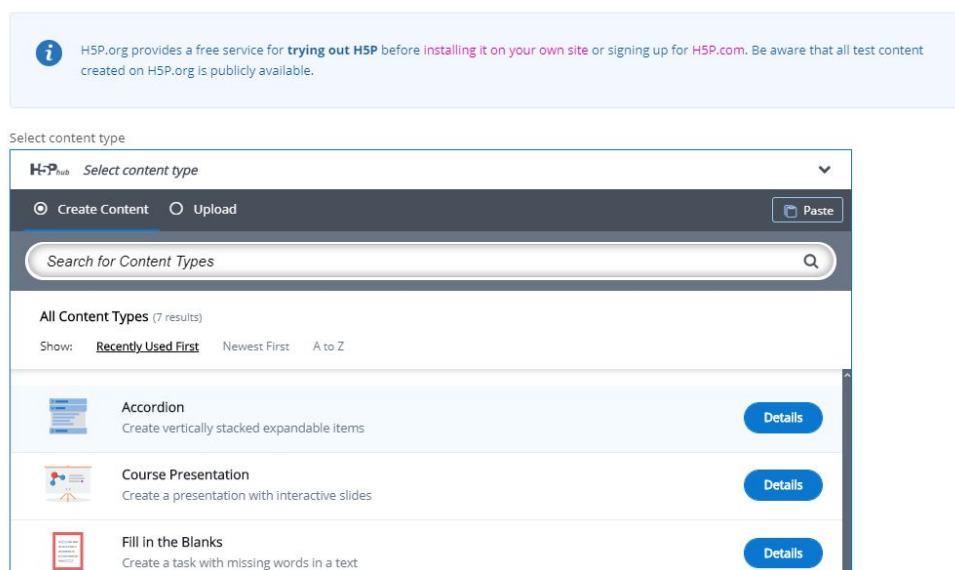 H5P.org provides a free service for trying out H5P before installing it on your own site or signing up for H5P.com. Be aware that all test content
created on H5P.org is publicly available.
Select content type
H5P hub Select content type
Create Content Upload Paste
Search for Content Types
All Content Types (7 results)
Show: Recently Used First Newest First A to Z
Accordion
Create vertically stacked expandable items
Details
Course Presentation
Create a presentation with interactive slides
Details
Fill in the Blanks
Create a task with missing words in a text
Details